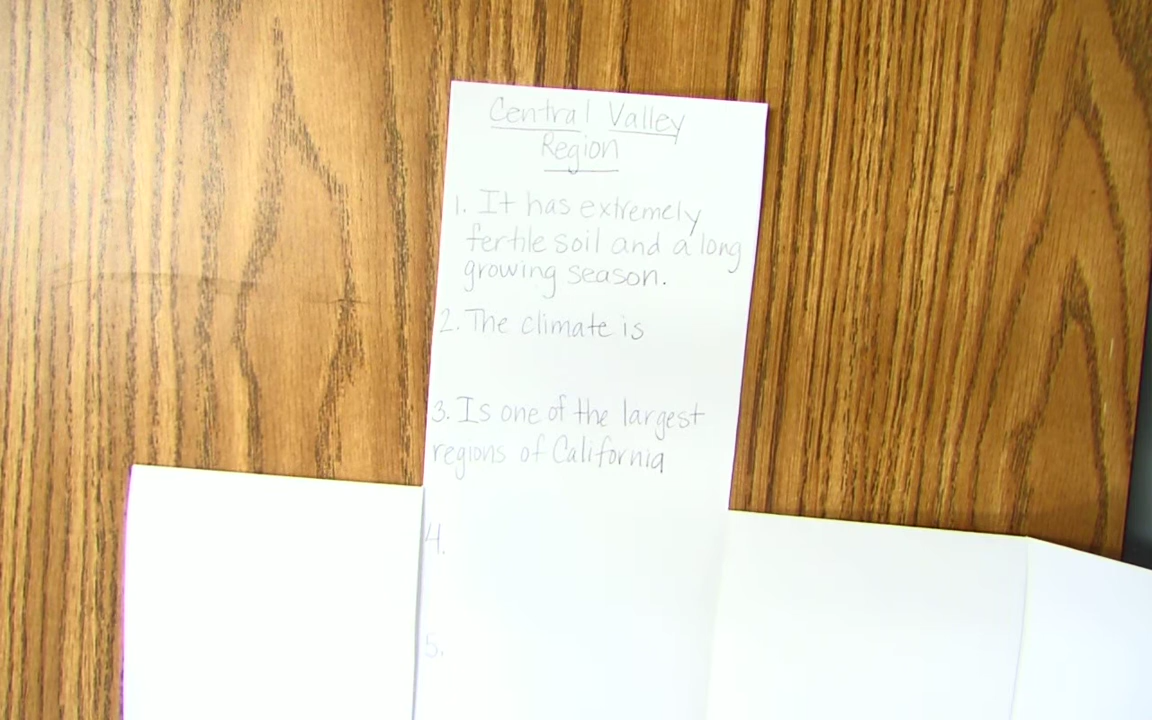 Central Valley
Region
1. It has extremely
fertile soil and a long
growing season.
2. The climate is
3. Is one of the largest
regions of California
4.
5.